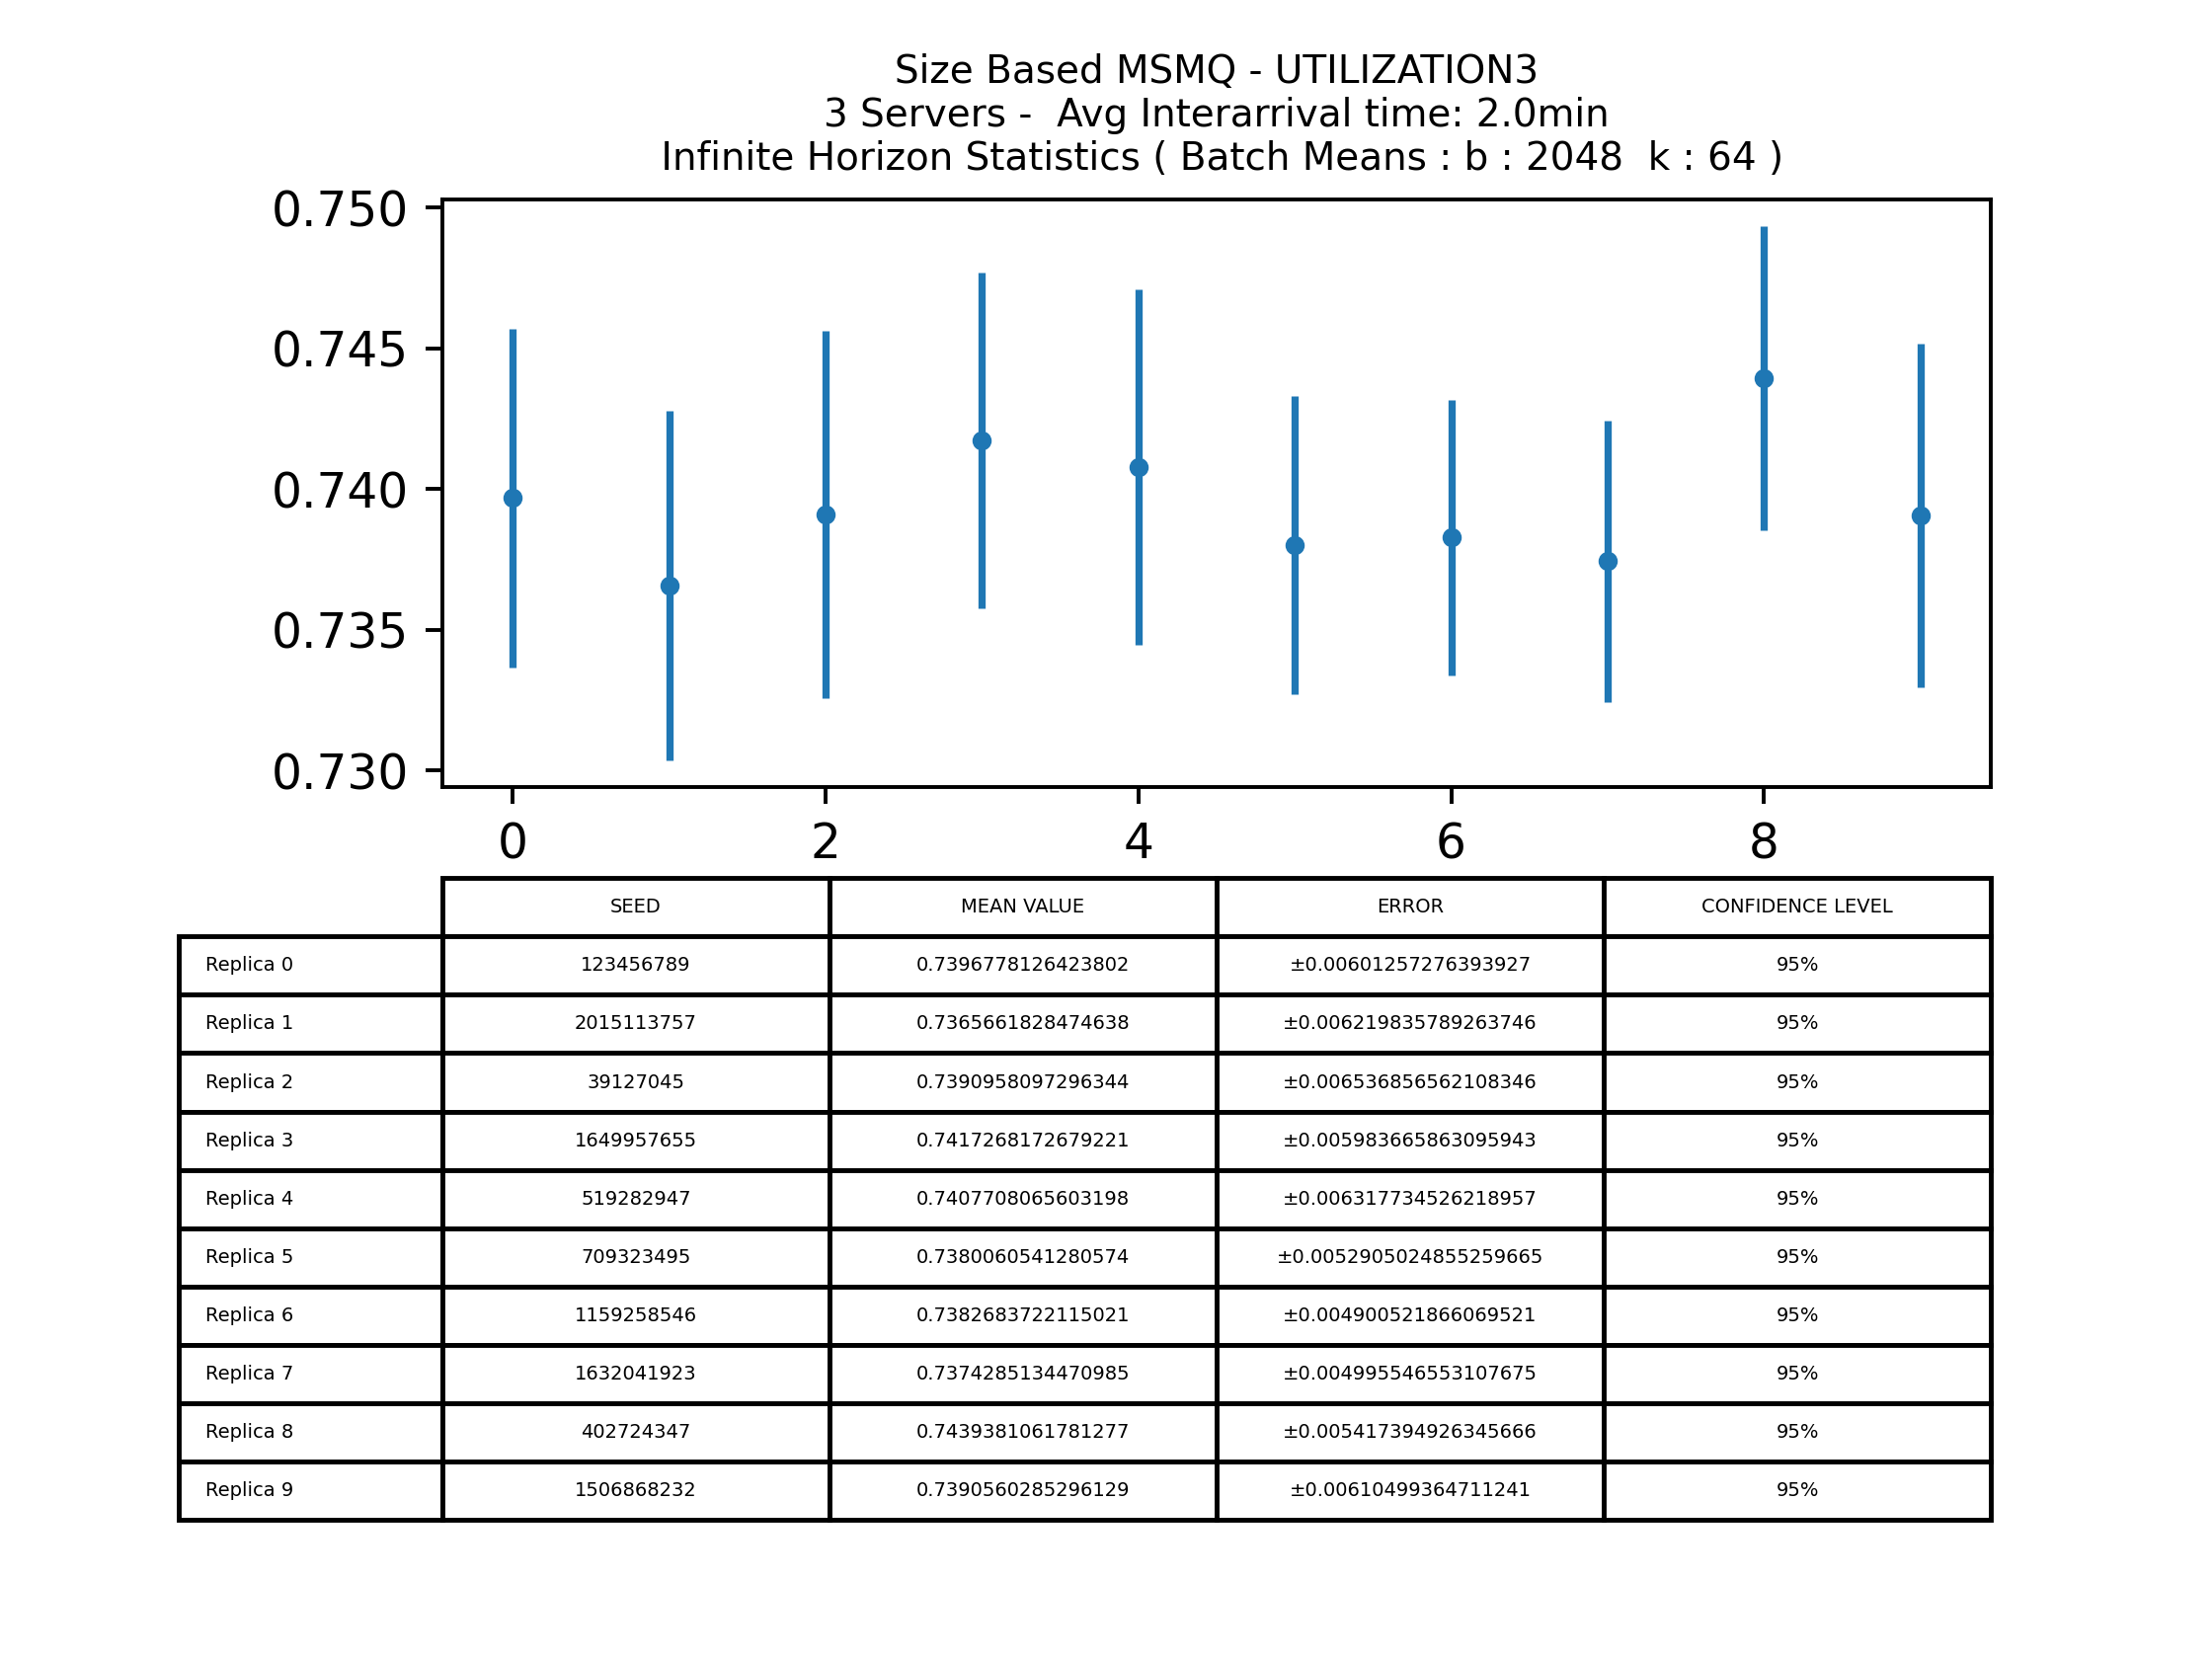 Size Based MSMQ - UTILIZATION3
3 Servers -  Avg Interarrival time: 2.0min
Infinite Horizon Statistics ( Batch Means : b : 2048  k : 64 )
0.750
0.745
0.740
0.735
0.730
0 2 4 6 8
SEED MEAN VALUE ERROR CONFIDENCE LEVEL
Replica 0 123456789 0.7396778126423802 ±0.00601257276393927 95%
Replica 1 2015113757 0.7365661828474638 ±0.006219835789263746 95%
Replica 2 39127045 0.7390958097296344 ±0.006536856562108346 95%
Replica 3 1649957655 0.7417268172679221 ±0.005983665863095943 95%
Replica 4 519282947 0.7407708065603198 ±0.006317734526218957 95%
Replica 5 709323495 0.7380060541280574 ±0.0052905024855259665 95%
Replica 6 1159258546 0.7382683722115021 ±0.004900521866069521 95%
Replica 7 1632041923 0.7374285134470985 ±0.004995546553107675 95%
Replica 8 402724347 0.7439381061781277 ±0.005417394926345666 95%
Replica 9 1506868232 0.7390560285296129 ±0.00610499364711241 95%